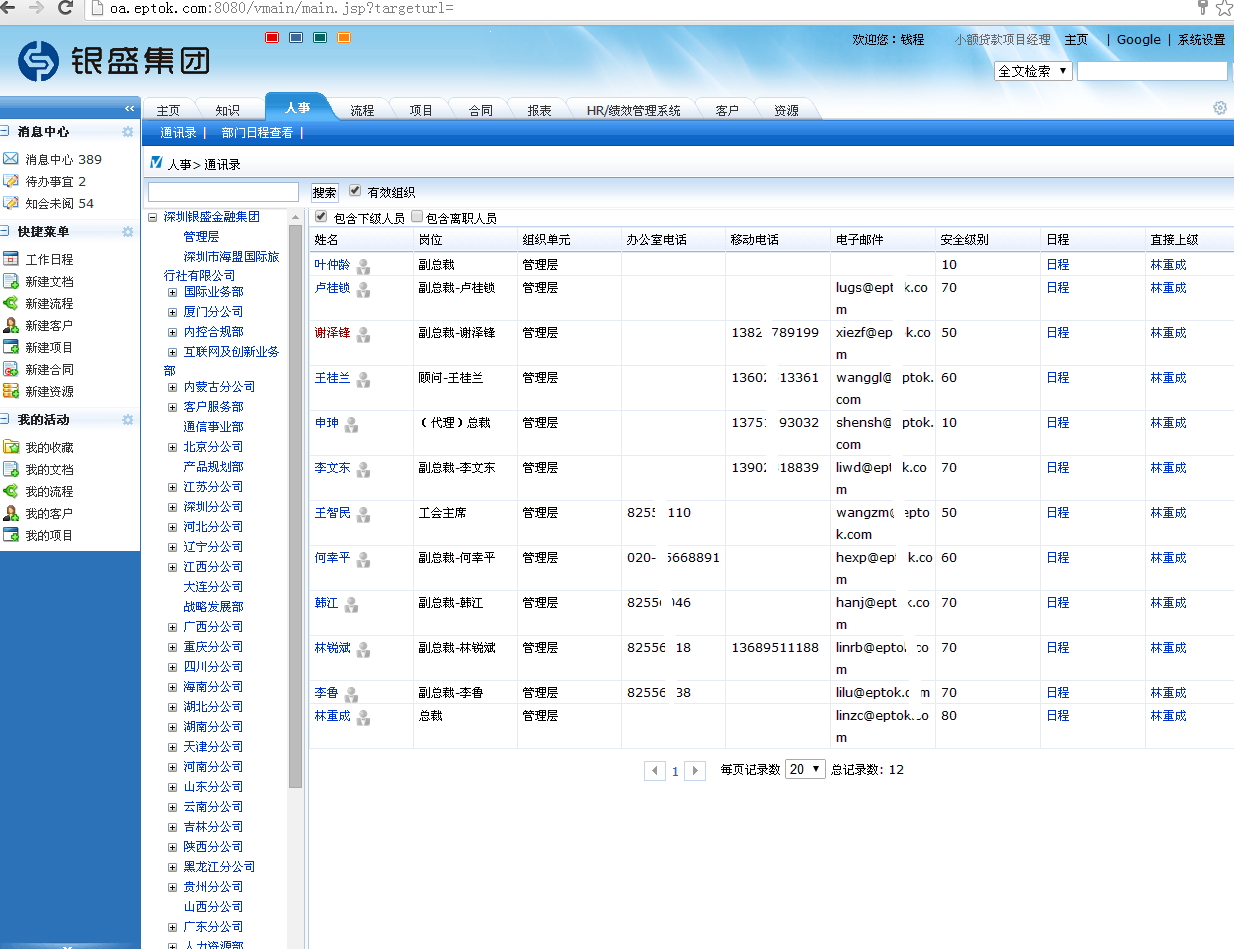 oa.eptok.com:8080/vmain/main.jsp?targeturl=
银盛集团
欢迎您：钱程 小额贷款项目经理 主页 | Google | 系统设置
全文检索
主页 知识 人事 流程 项目 合同 报表 HR/绩效管理系统 客户 资源
通讯录 | 部门日程查看 |
人事> 通讯录
搜索 有效组织
包含下级人员 包含离职人员
消息中心
消息中心 389
待办事宜 2
知会未阅 54
快捷菜单
工作日程
新建文档
新建流程
新建客户
新建项目
新建合同
新建资源
我的活动
我的收藏
我的文档
我的流程
我的客户
我的项目
深圳银盛金融集团
管理层
深圳市海盟国际旅
行社有限公司
国际业务部
厦门分公司
内控合规部
互联网及创新业务
部
内蒙古分公司
客户服务部
通信事业部
北京分公司
产品规划部
江苏分公司
深圳分公司
河北分公司
辽宁分公司
江西分公司
大连分公司
战略发展部
广西分公司
重庆分公司
四川分公司
海南分公司
湖北分公司
湖南分公司
天津分公司
河南分公司
山东分公司
云南分公司
吉林分公司
陕西分公司
黑龙江分公司
贵州分公司
山西分公司
广东分公司
人力资源部
姓名 岗位 组织单元 办公室电话 移动电话 电子邮件 安全级别 日程 直接上级
叶仲龄 副总裁 管理层 10 日程 林重成
卢桂锁 副总裁-卢桂锁 管理层 lugs@ept k.co 70 日程 林重成
m
谢泽锋 副总裁-谢泽锋 管理层 1382 789199 xiezf@ep k.co 50 日程 林重成
m
王桂兰 顾问-王桂兰 管理层 13602 13361 wanggl@ ptok. 60 日程 林重成
com
申珅 （代理）总裁 管理层 1375 93032 shensh@ ptok. 10 日程 林重成
com
李文东 副总裁-李文东 管理层 13902 18839 liwd@ept k.co 70 日程 林重成
m
王智民 工会主席 管理层 825 110 wangzm@ epto 50 日程 林重成
k.com
何幸平 副总裁-何幸平 管理层 020- 5668891 hexp@ep k.co 60 日程 林重成
m
韩江 副总裁-韩江 管理层 8255 046 hanj@ept k.co 70 日程 林重成
m
林锐斌 副总裁-林锐斌 管理层 82556 18 13689511188 linrb@epto co 70 日程 林重成
m
李鲁 副总裁-李鲁 管理层 82556 38 lilu@eptok.c m 70 日程 林重成
林重成 总裁 管理层 linzc@eptok. o 80 日程 林重成
m
1 每页记录数 20 总记录数: 12